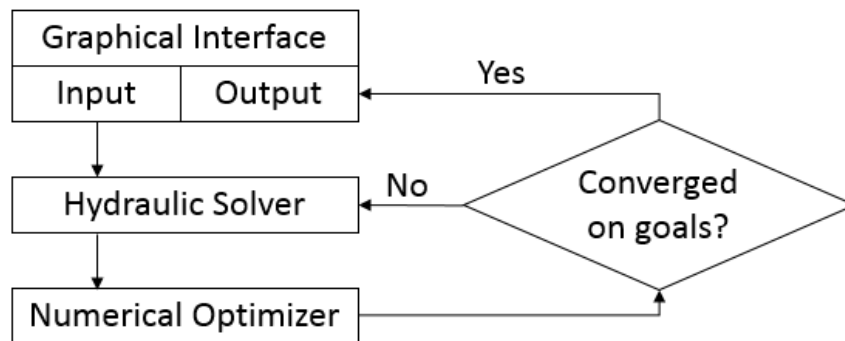 Graphical Interface
Input
Output
Yes
Hydraulic Solver
No
Converged
on goals?
Numerical Optimizer